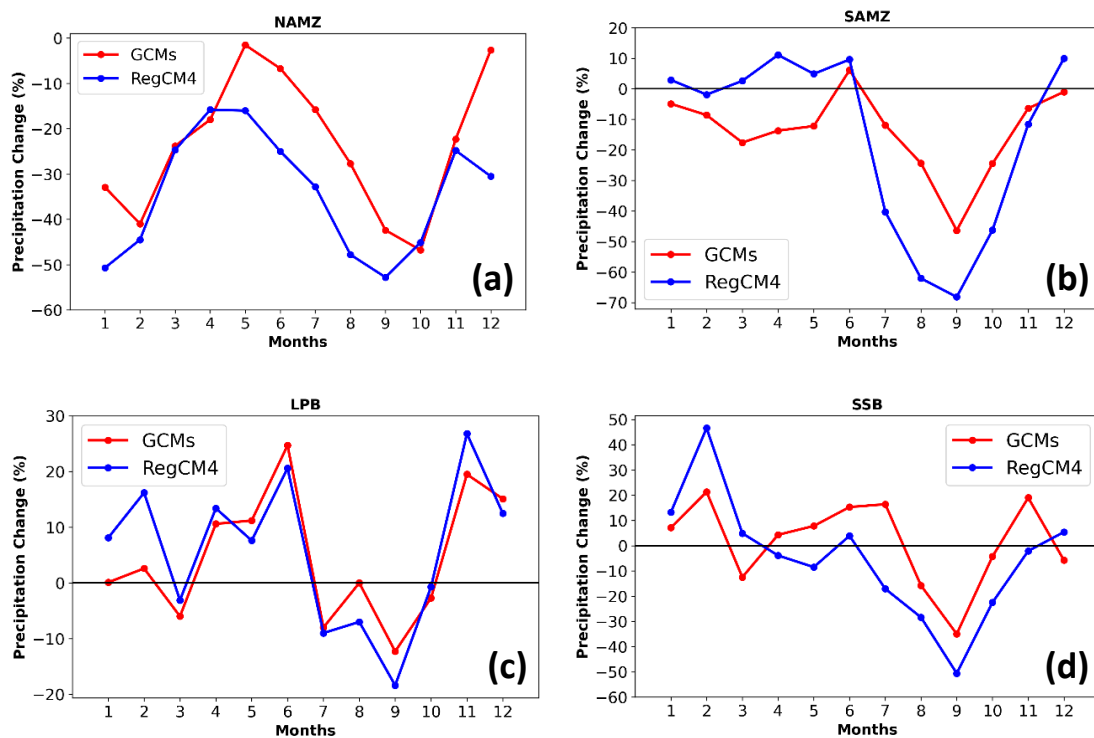 NAMZ
GCMs
RegCM4
Precipitation Change (%)
0
−10
−20
−30
−40
−50
−60
1 2 3 4 5 6 7 8 9 10 11 12
Months
(a)
SAMZ
GCMs
RegCM4
Precipitation Change (%)
20
10
0
−10
−20
−30
−40
−50
−60
−70
1 2 3 4 5 6 7 8 9 10 11 12
Months
(b)
LPB
GCMs
RegCM4
Precipitation Change (%)
30
20
10
0
−10
−20
1 2 3 4 5 6 7 8 9 10 11 12
Months
(c)
SSB
GCMs
RegCM4
Precipitation Change (%)
50
40
30
20
10
0
−10
−20
−30
−40
−50
−60
1 2 3 4 5 6 7 8 9 10 11 12
Months
(d)